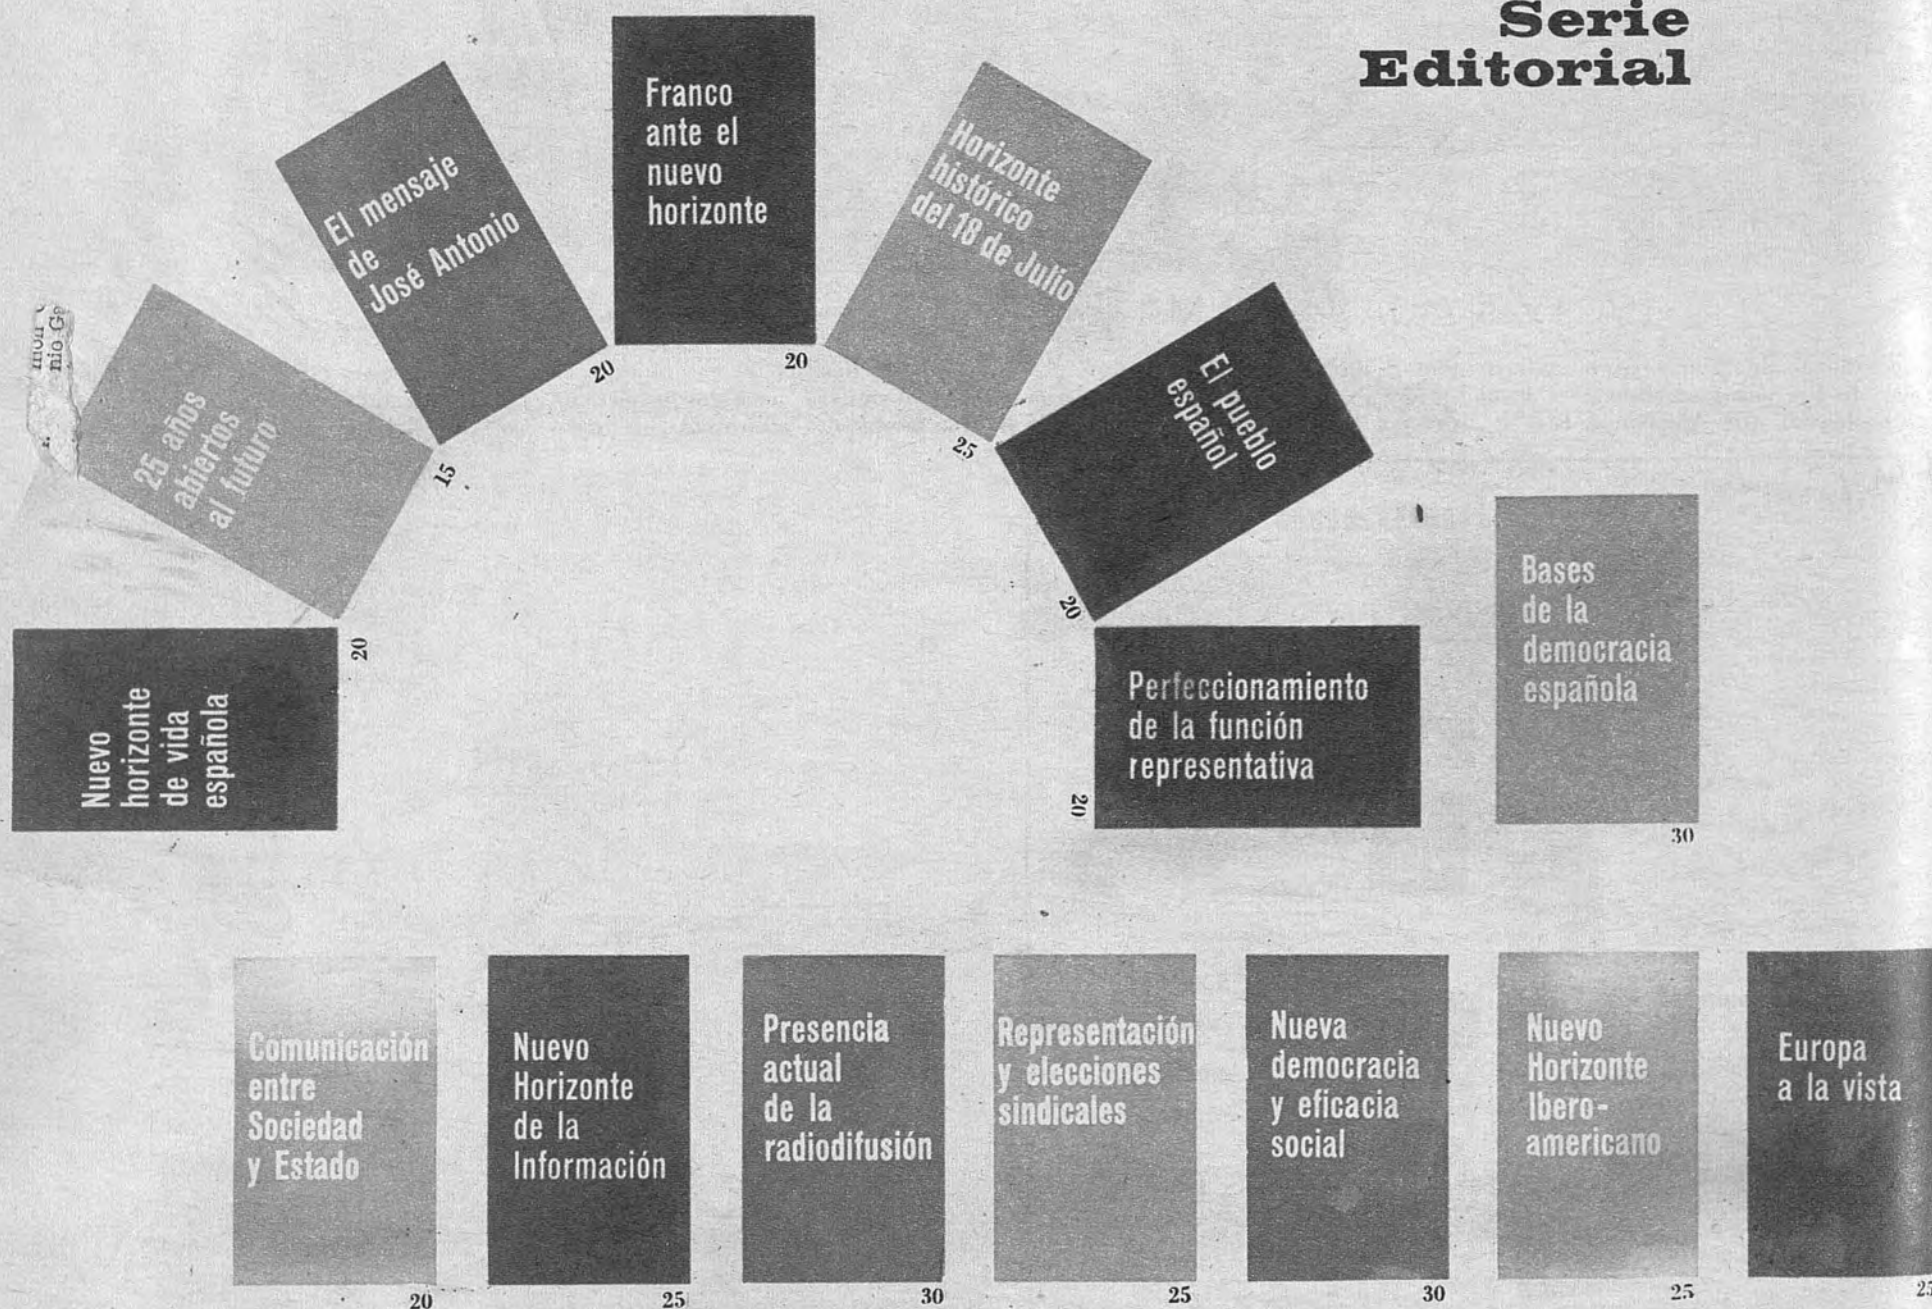 Serie
Editorial
Nuevo
horizonte
de vida
española
20
25 años
abiertos
al futuro
15
El mensaje
de
José Antonio
20
Franco
ante el
nuevo
horizonte
20
Horizonte
histórico
del 18 de Julio
25
El pueblo
español
20
Perfeccionamiento
de la función
representativa
20
Bases
de la
democracia
española
30
Comunicación
entre
Sociedad
y Estado
20
Nuevo
Horizonte
de la
Información
25
Presencia
actual
de la
radiodifusión
30
Representación
y elecciones
sindicales
25
Nueva
democracia
y eficacia
social
30
Nuevo
Horizonte
Ibero-
americano
25
Europa
a la vista